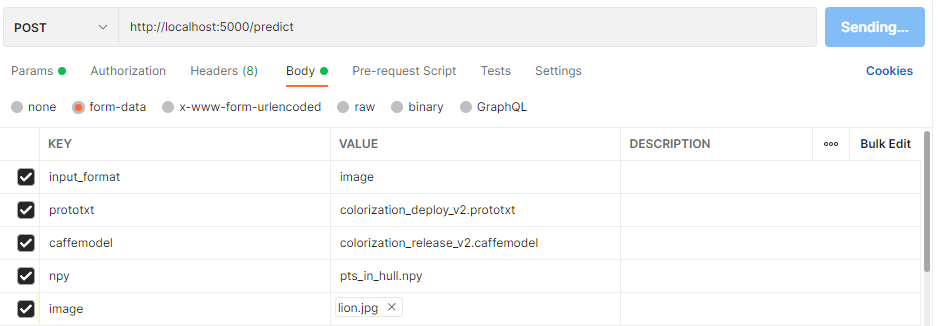 POST http://localhost:5000/predict Sending...
Params Authorization Headers (8) Body Pre-request Script Tests Settings Cookies
none form-data x-www-form-urlencoded raw binary GraphQL
KEY VALUE DESCRIPTION Bulk Edit
input_format image
prototxt colorization_deploy_v2.prototxt
caffemodel colorization_release_v2.caffemodel
npy pts_in_hull.npy
image lion.jpg